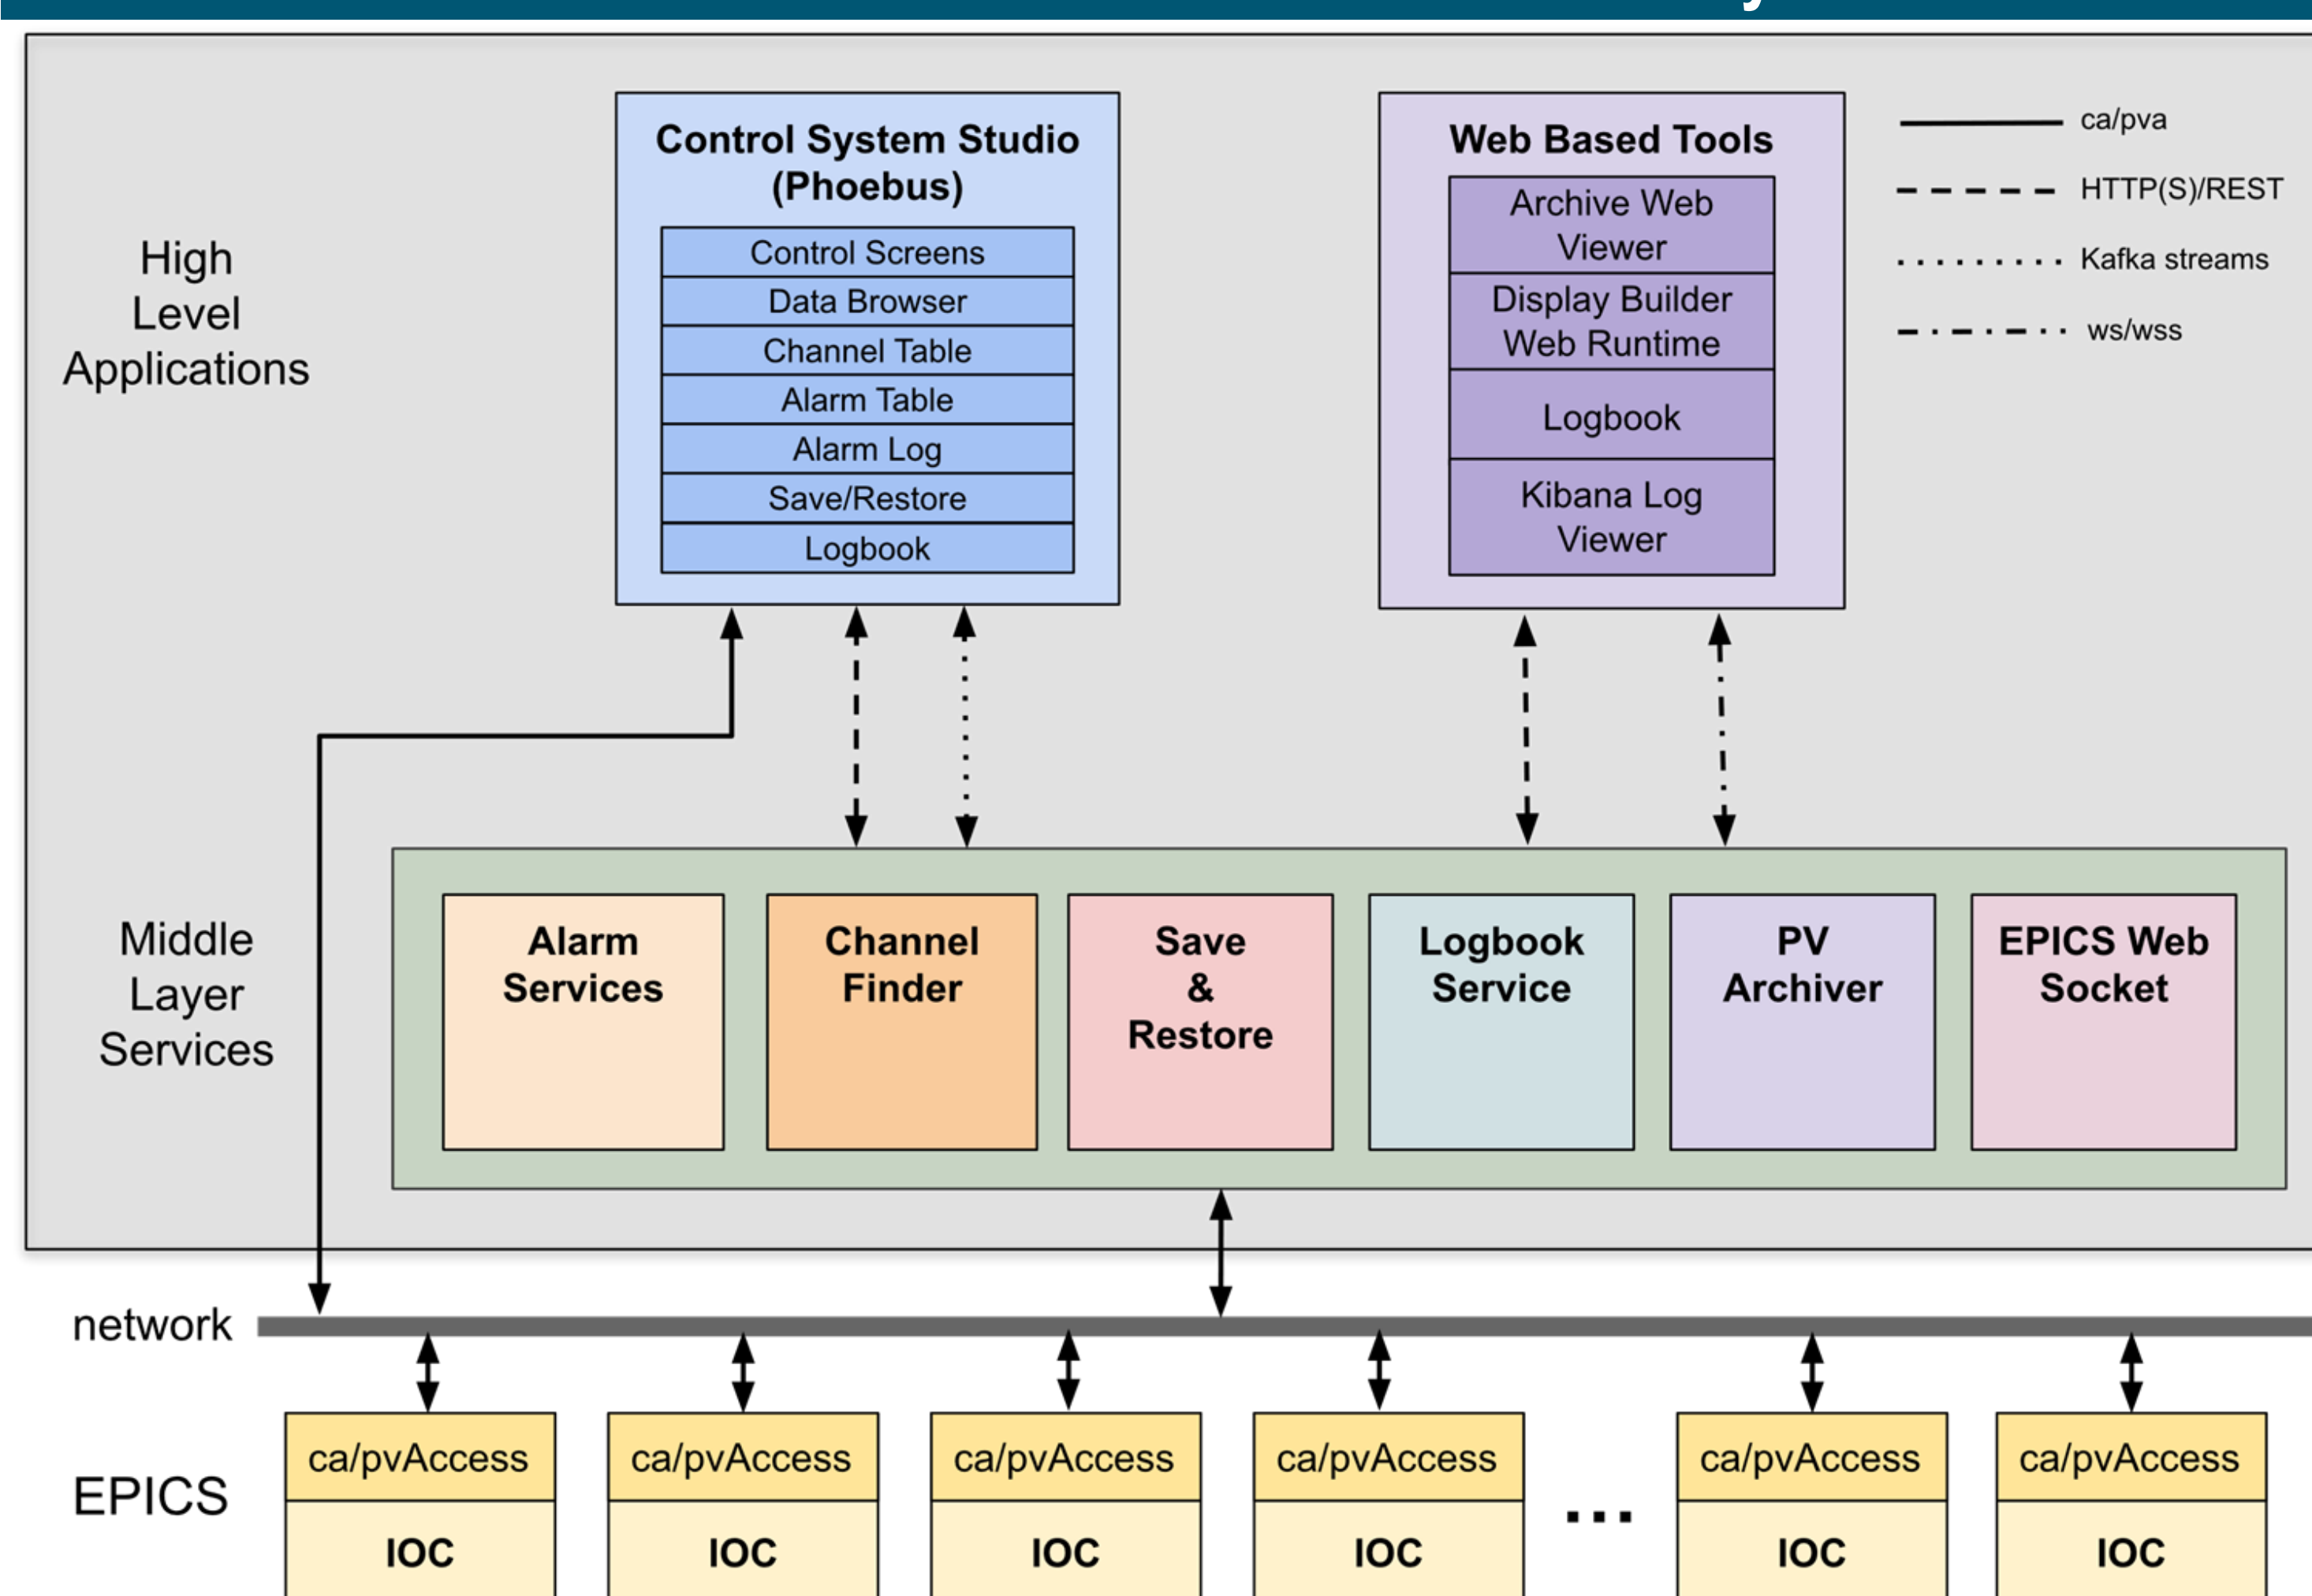 Control System Studio
(Phoebus)
Control Screens
Data Browser
Channel Table
Alarm Table
Alarm Log
Save/Restore
Logbook
Web Based Tools
Archive Web
Viewer
Display Builder
Web Runtime
Logbook
Kibana Log
Viewer
ca/pva
HTTP(S)/REST
Kafka streams
ws/wss
High
Level
Applications
Middle
Layer
Services
Alarm
Services
Channel
Finder
Save
&
Restore
Logbook
Service
PV
Archiver
EPICS Web
Socket
network
EPICS
ca/pvAccess
IOC
ca/pvAccess
IOC
ca/pvAccess
IOC
ca/pvAccess
IOC
...
ca/pvAccess
IOC
ca/pvAccess
IOC